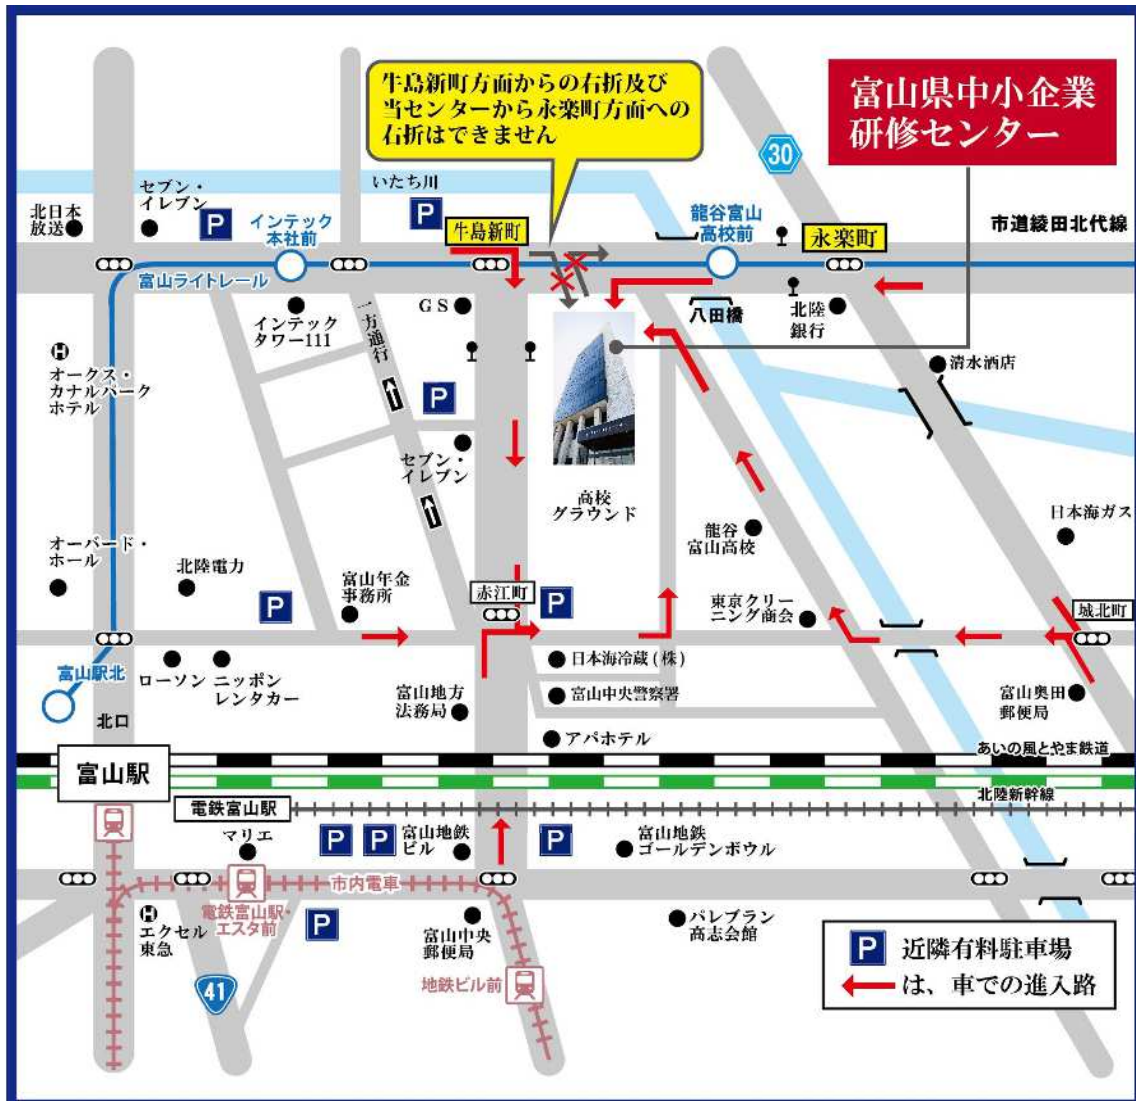 牛島新町方面からの右折及び
当センターから永楽町方面への
右折はできません
富山県中小企業
研修センター
30
いたち川
セブン・
イレブン
北日本
放送
P
インテック
本社前
P
牛島新町
龍谷富山
高校前
永楽町
市道綾田北代線
富山ライトレール
インテック
タワー111
一方通行
GS
八田橋
北陸
銀行
H
オークス・
カナルパーク
ホテル
清水酒店
P
セブン・
イレブン
高校
グラウンド
龍谷
富山高校
日本海ガス
オーバード・
ホール
北陸電力
P
富山年金
事務所
赤江町
P
東京クリー
ニング商会
城北町
富山駅北
ローソン
ニッポン
レンタカー
日本海冷蔵(株)
富山中央警察署
富山地方
法務局
富山奥田
郵便局
北口
アパホテル
あいの風とやま鉄道
富山駅
北陸新幹線
電鉄富山駅
マリエ
P
P
富山地鉄
ビル
P
富山地鉄
ゴールデンボウル
市内電車
電鉄富山駅・
エスタ前
H
エクセル
東急
P
富山中央
郵便局
パレブラン
高志会館
41
地鉄ビル前
P 近隣有料駐車場
は、車での進入路